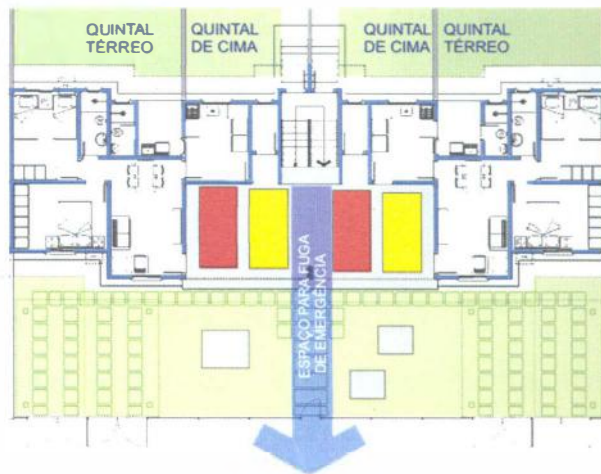 QUINTAL
TÉRREO
QUINTAL
DE CIMA
QUINTAL
DE CIMA
QUINTAL
TÉRREO
ESPAÇO PARA FUGA
DE EMERGÊNCIA